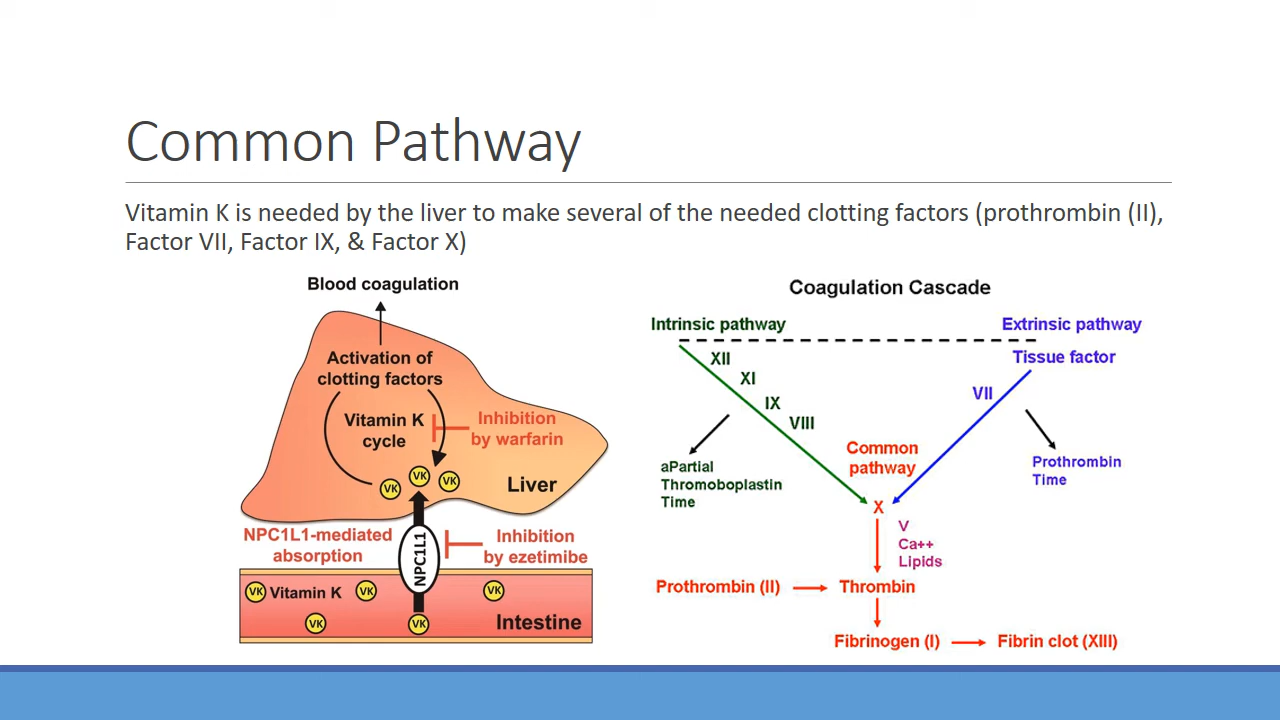 Common Pathway
Vitamin K is needed by the liver to make several of the needed clotting factors (prothrombin (II),
Factor VII, Factor IX, & Factor X)
Blood coagulation
Activation of
clotting factors
Vitamin K
cycle
Inhibition
by warfarin
VK
VK
VK
Liver
NPC1L1-mediated
absorption
NPC1L1
Inhibition
by ezetimibe
VK
Vitamin K
VK
VK
VK
VK
Intestine
Coagulation Cascade
Intrinsic pathway
Extrinsic pathway
XII
XI
IX
VIII
Tissue factor
VII
Common
pathway
aPartial
Thromoboplastin
Time
Prothrombin
Time
X
V
Ca++
Lipids
Prothrombin (II)
Thrombin
Fibrinogen (I)
Fibrin clot (XIII)